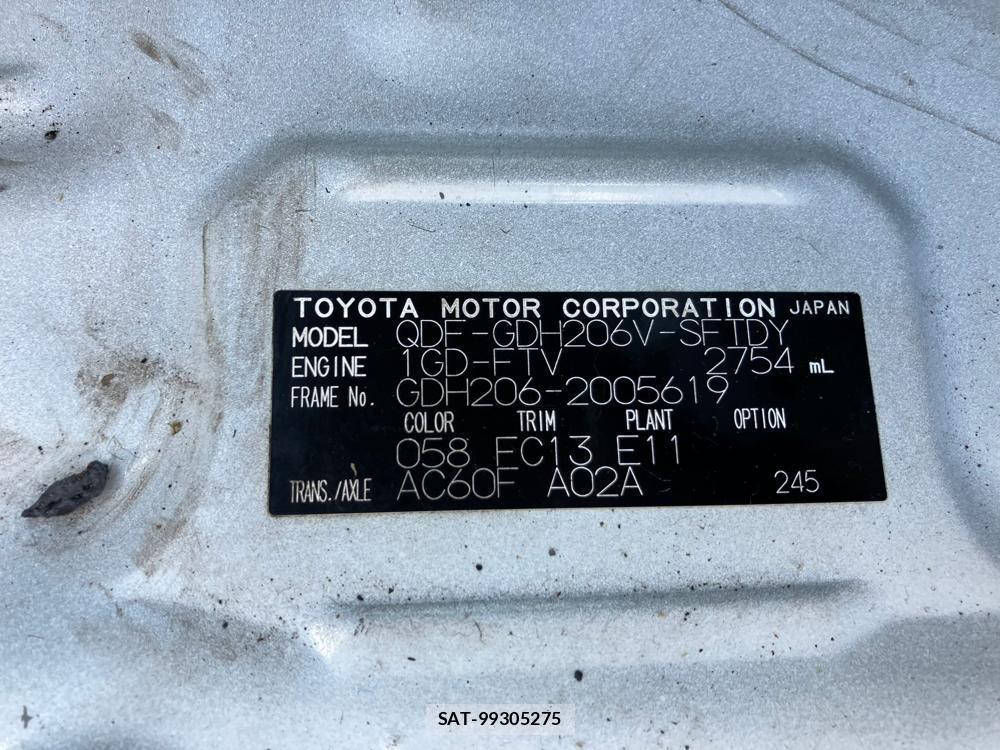 TOYOTA MOTOR CORPORATION JAPAN
MODEL QDF-GDH206V-SFTDY
ENGINE 1GD-FTV 2754 mL
FRAME No. GDH206-2005619
COLOR TRIM PLANT OPTION
058 FC13 E11
TRANS./AXLE AC60F A02A 245
SAT-99305275